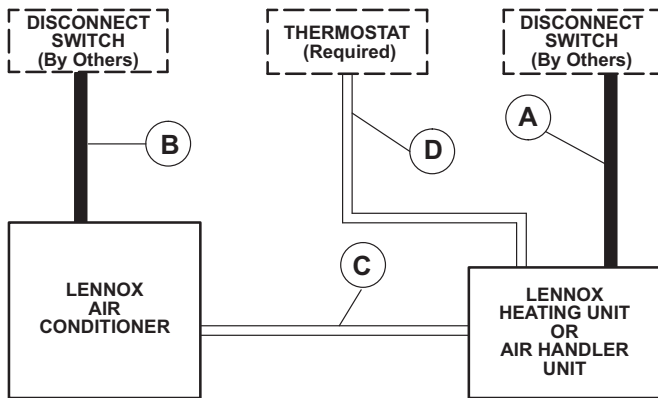 DISCONNECT
SWITCH
(By Others)
THERMOSTAT
(Required)
DISCONNECT
SWITCH
(By Others)
B
D
A
C
LENNOX
AIR
CONDITIONER
LENNOX
HEATING UNIT
OR
AIR HANDLER
UNIT